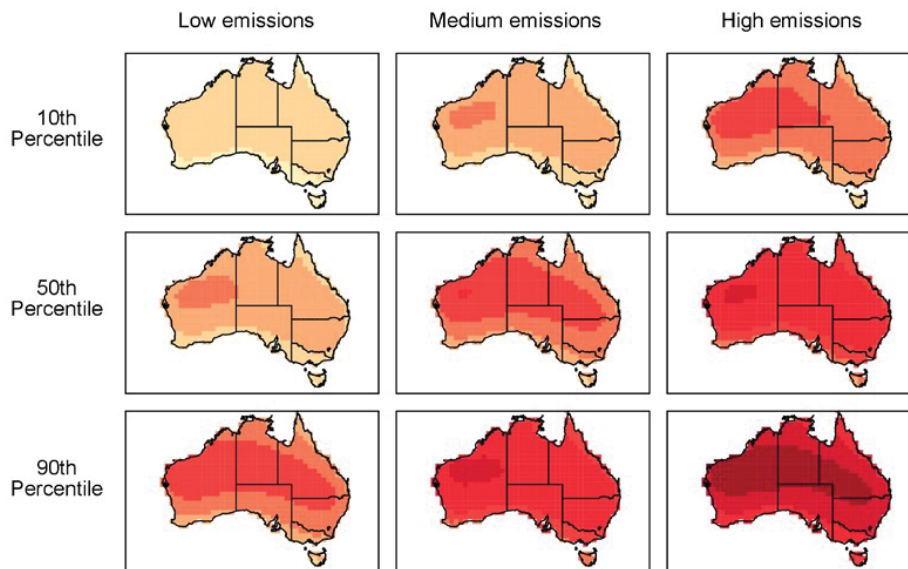 Low emissions
Medium emissions
High emissions
10th
Percentile
50th
Percentile
90th
Percentile